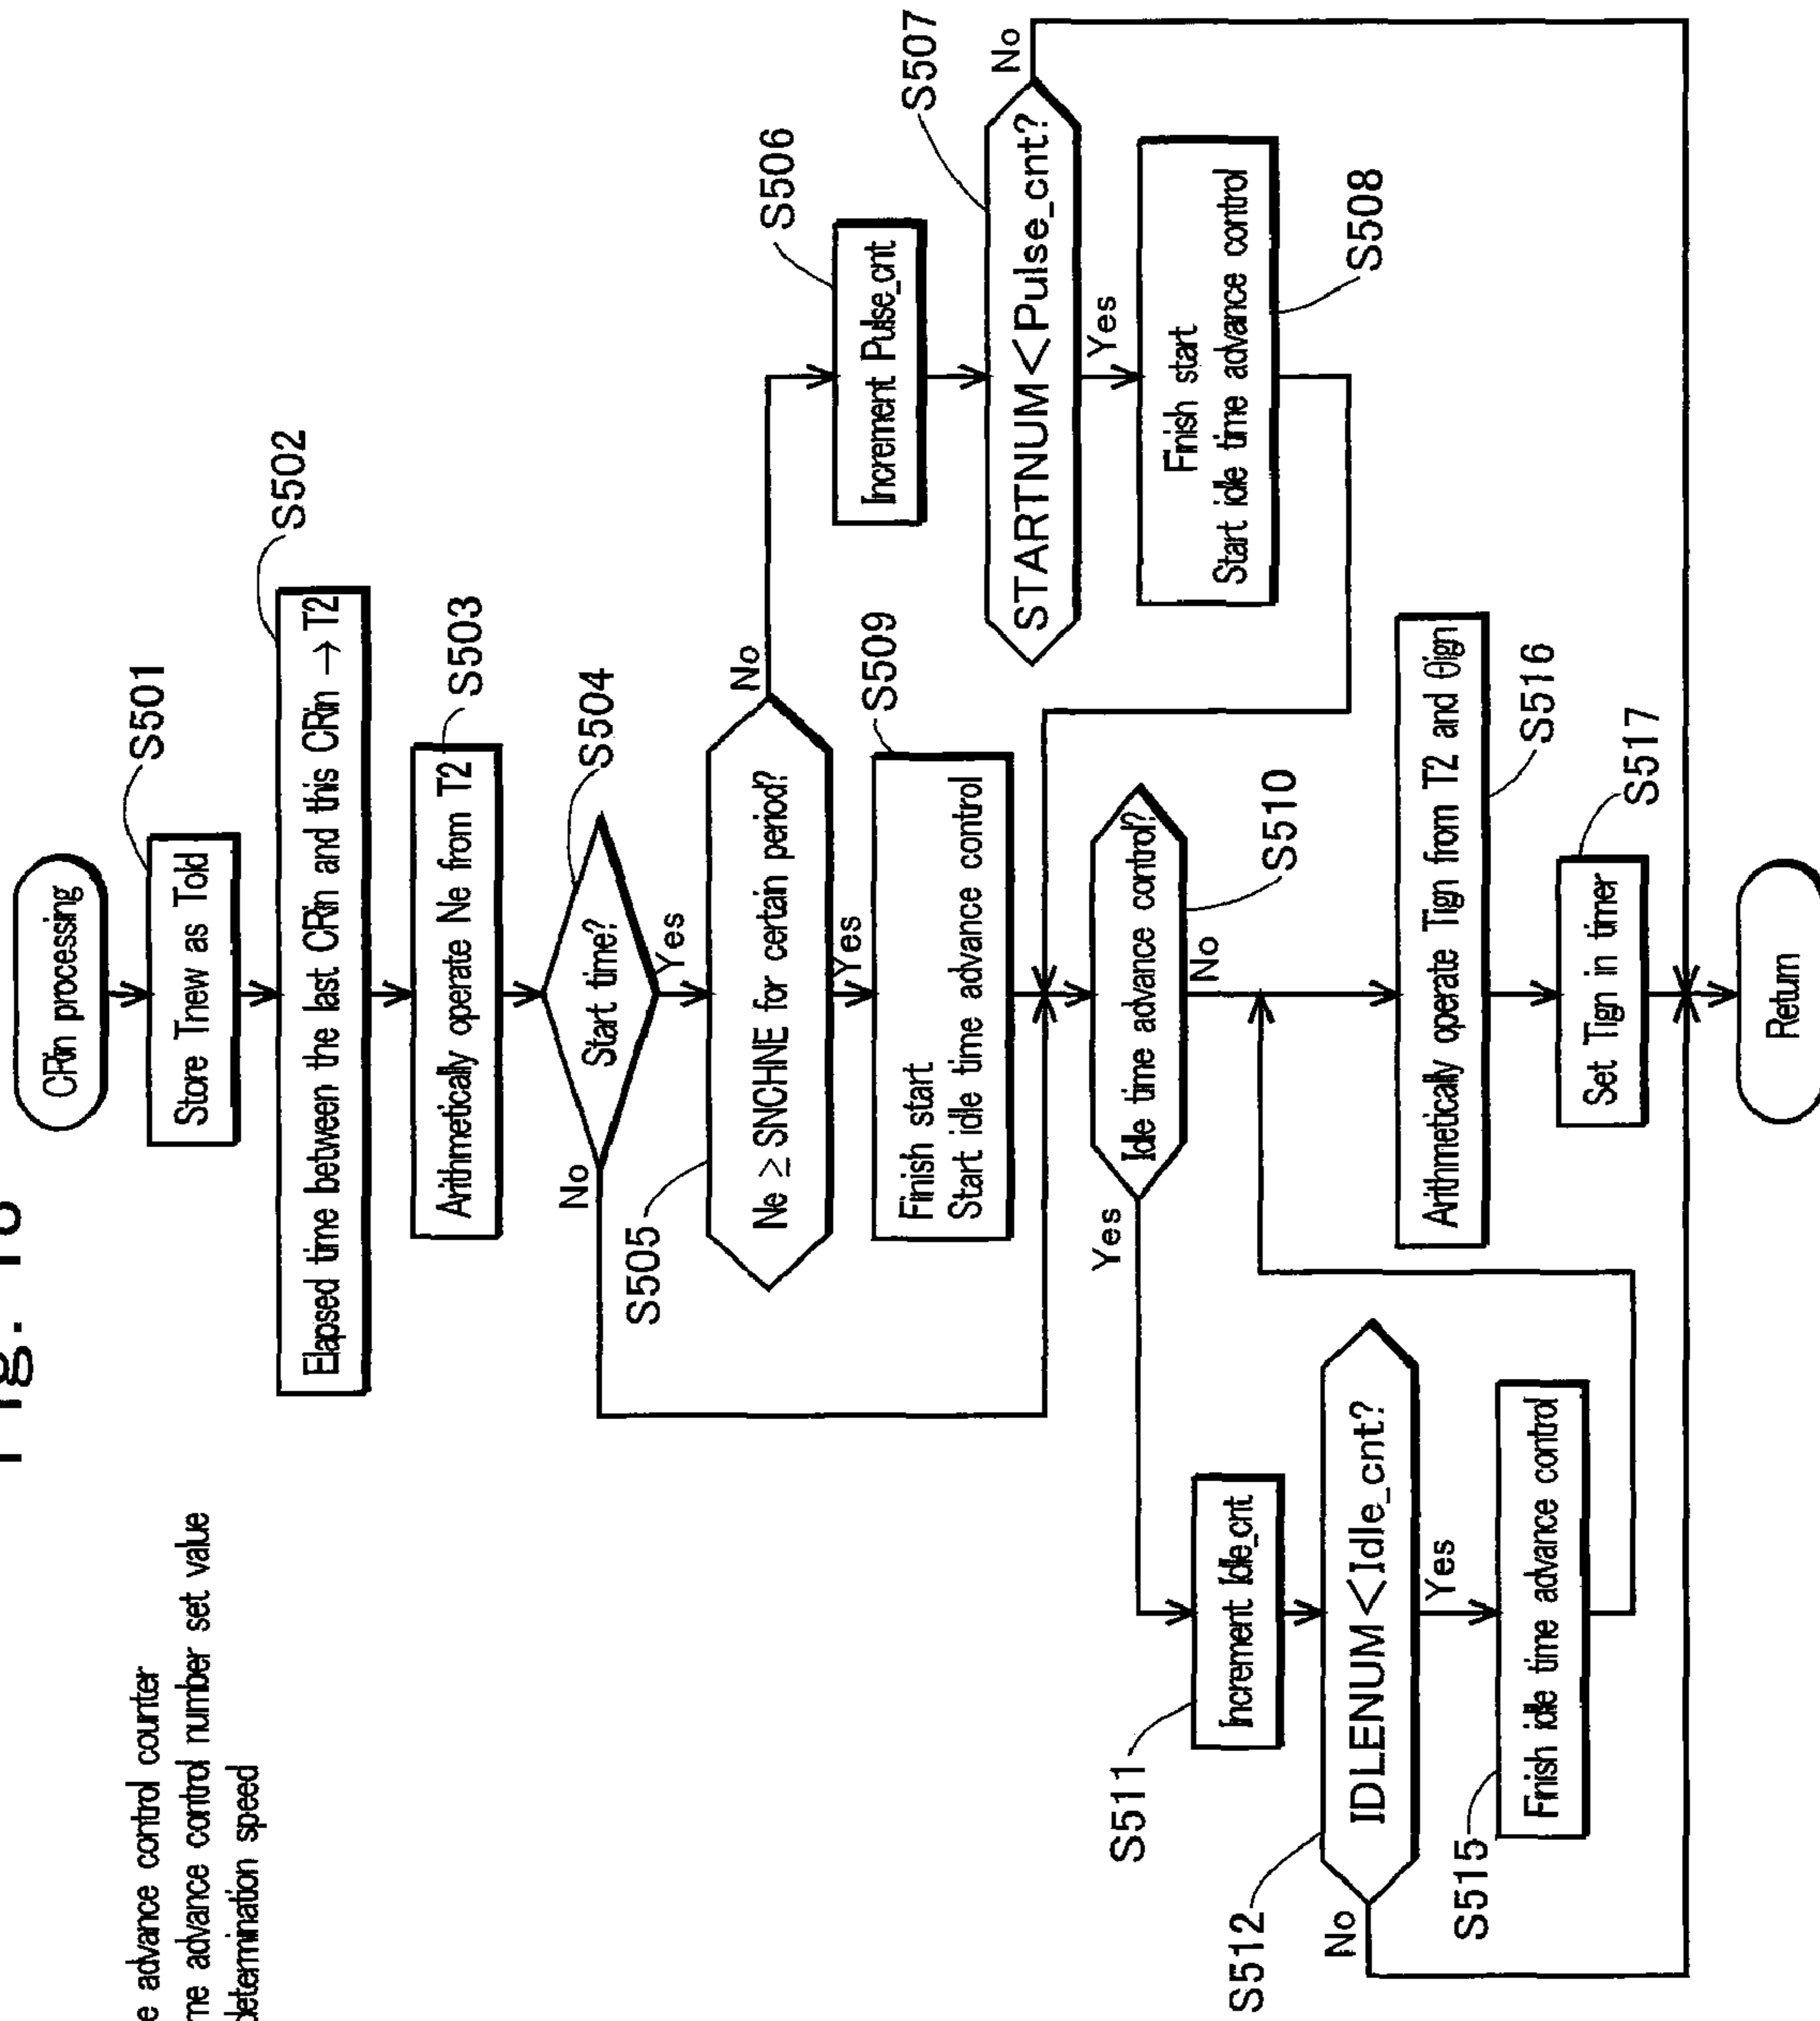 Fig.
e advance control counter
me advance control number set value
determination speed
CRin processing
S501
Store Tnew as Told
S502
Elapsed time between the last CRin and this CRin → T2
S503
Arithmetically operate Ne from T2
S504
Start time?
No
Yes
S505
Ne ≥ SNCHNE for certain period?
No
Yes
S506
Increment Pulse_cnt
S507
STARTNUM<Pulse_cnt?
No
Yes
S508
Finish start
Start idle time advance control
S509
Finish start
Start idle time advance control
S510
Idle time advance control?
Yes
No
S511
Increment Idle_cnt
S512
IDLENUM<Idle_cnt?
No
Yes
S515
Finish idle time advance control
S516
Arithmetically operate Tign from T2 and θign
S517
Set Tign in timer
Return